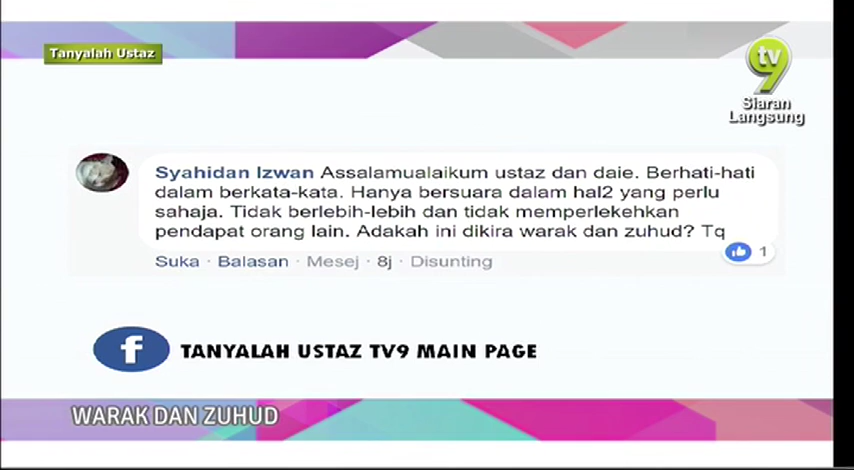 Tanyalah Ustaz
tv
9
Siaran
Langsung
Syahidan Izwan Assalamualaikum ustaz dan daie. Berhati-hati
dalam berkata-kata. Hanya bersuara dalam hal2 yang perlu
sahaja. Tidak berlebih-lebih dan tidak memperlekehkan
pendapat orang lain. Adakah ini dikira warak dan zuhud? Tq
1
Suka · Balasan · Mesej · 8j · Disunting
f TANYALAH USTAZ TV9 MAIN PAGE
WARAK DAN ZUHUD